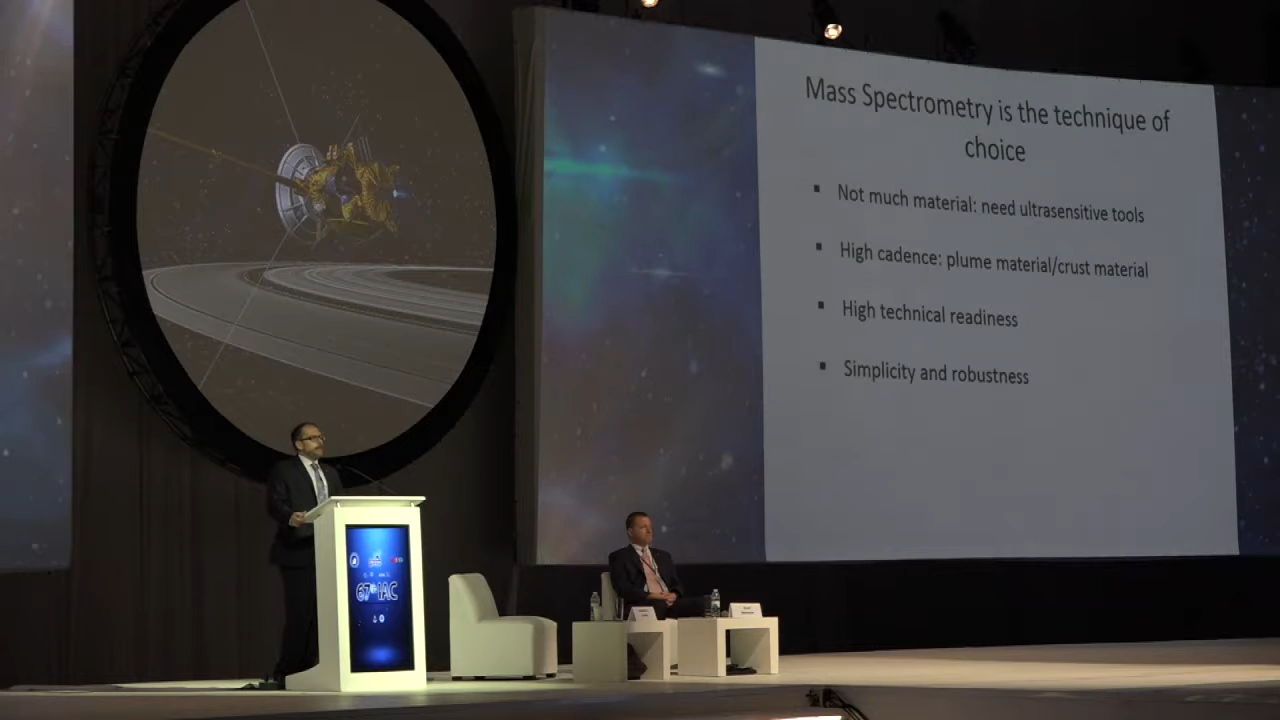 Mass Spectrometry is the technique of
choice
▪ Not much material: need ultrasensitive tools
▪ High cadence: plume material/crust material
▪ High technical readiness
▪ Simplicity and robustness
67th IAC